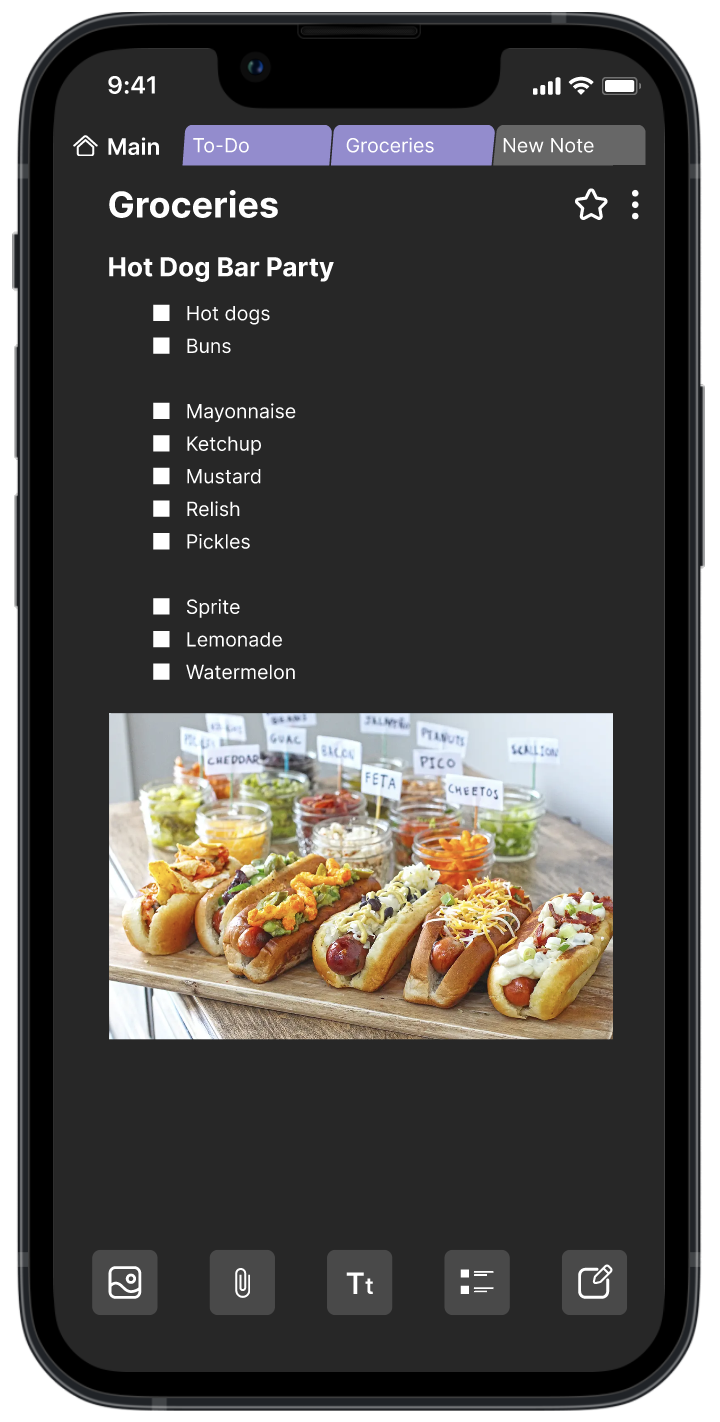 9:41
Main To-Do Groceries New Note
Groceries
Hot Dog Bar Party
Hot dogs
Buns
Mayonnaise
Ketchup
Mustard
Relish
Pickles
Sprite
Lemonade
Watermelon
GUAC
BACON
PEANUTS
SCALLION
CHEDDAR
PICO
FETA
CHEETOS
Tt